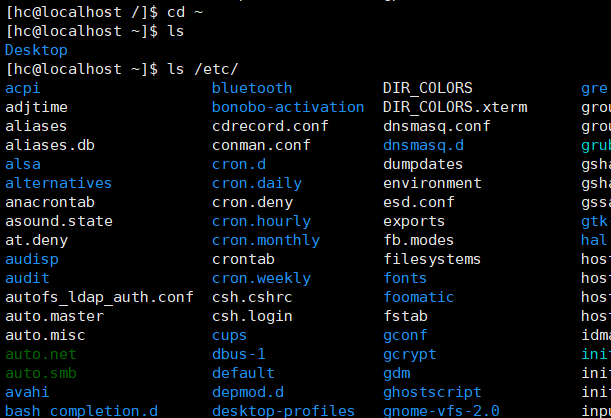 [hc@localhost /]$ cd ~
[hc@localhost ~]$ ls
Desktop
[hc@localhost ~]$ ls /etc/
acpi bluetooth DIR_COLORS gre
adjtime bonobo-activation DIR_COLORS.xterm grou
aliases cdrecord.conf dnsmasq.conf grou
aliases.db conman.conf dnsmasq.d grub
alsa cron.d dumpdates gsha
alternatives cron.daily environment gsha
anacrontab cron.deny esd.conf gssa
asound.state cron.hourly exports gtk
at.deny cron.monthly fb.modes hal
audisp crontab filesystems host
audit cron.weekly fonts host
autofs_ldap_auth.conf csh.cshrc foomatic host
auto.master csh.login fstab host
auto.misc cups gconf idma
auto.net dbus-1 gcrypt init
auto.smb default gdm init
avahi depmod.d ghostscript init
bash_completion.d desktop-profiles gnome-vfs-2.0 inpu